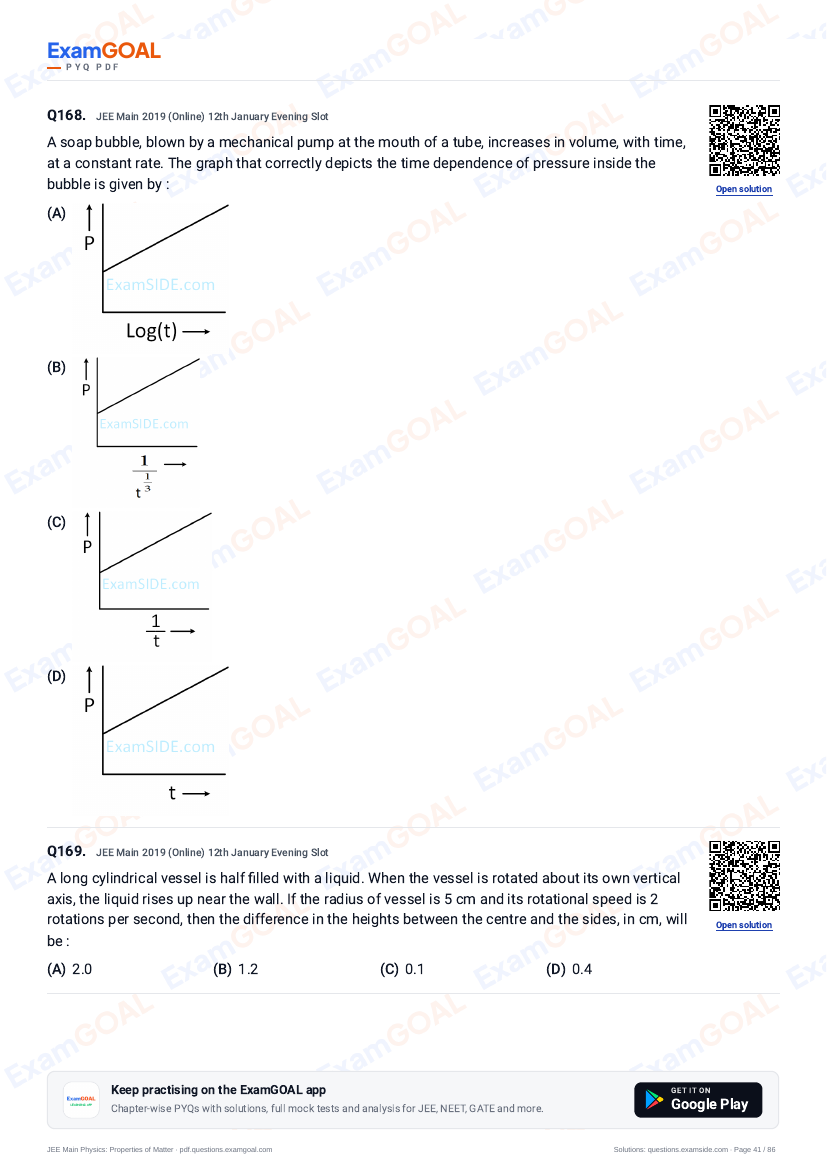 ExamGOAL
PYQ PDF
Q168. JEE Main 2019 (Online) 12th January Evening Slot
A soap bubble, blown by a mechanical pump at the mouth of a tube, increases in volume, with time,
at a constant rate. The graph that correctly depicts the time dependence of pressure inside the
bubble is given by :
Open solution
(A)
P
ExamSIDE.com
Log(t)
(B)
P
ExamSIDE.com
1
t
1
3
(C)
P
ExamSIDE.com
1
t
(D)
P
ExamSIDE.com
t
Q169. JEE Main 2019 (Online) 12th January Evening Slot
A long cylindrical vessel is half filled with a liquid. When the vessel is rotated about its own vertical
axis, the liquid rises up near the wall. If the radius of vessel is 5 cm and its rotational speed is 2
rotations per second, then the difference in the heights between the centre and the sides, in cm, will
be :
Open solution
(A) 2.0 (B) 1.2 (C) 0.1 (D) 0.4
ExamGOAL
Keep practising on the ExamGOAL app
Chapter-wise PYQs with solutions, full mock tests and analysis for JEE, NEET, GATE and more.
GET IT ON
Google Play
JEE Main Physics: Properties of Matter · pdf.questions.examgoal.com
Solutions: questions.examside.com · Page 41 / 86